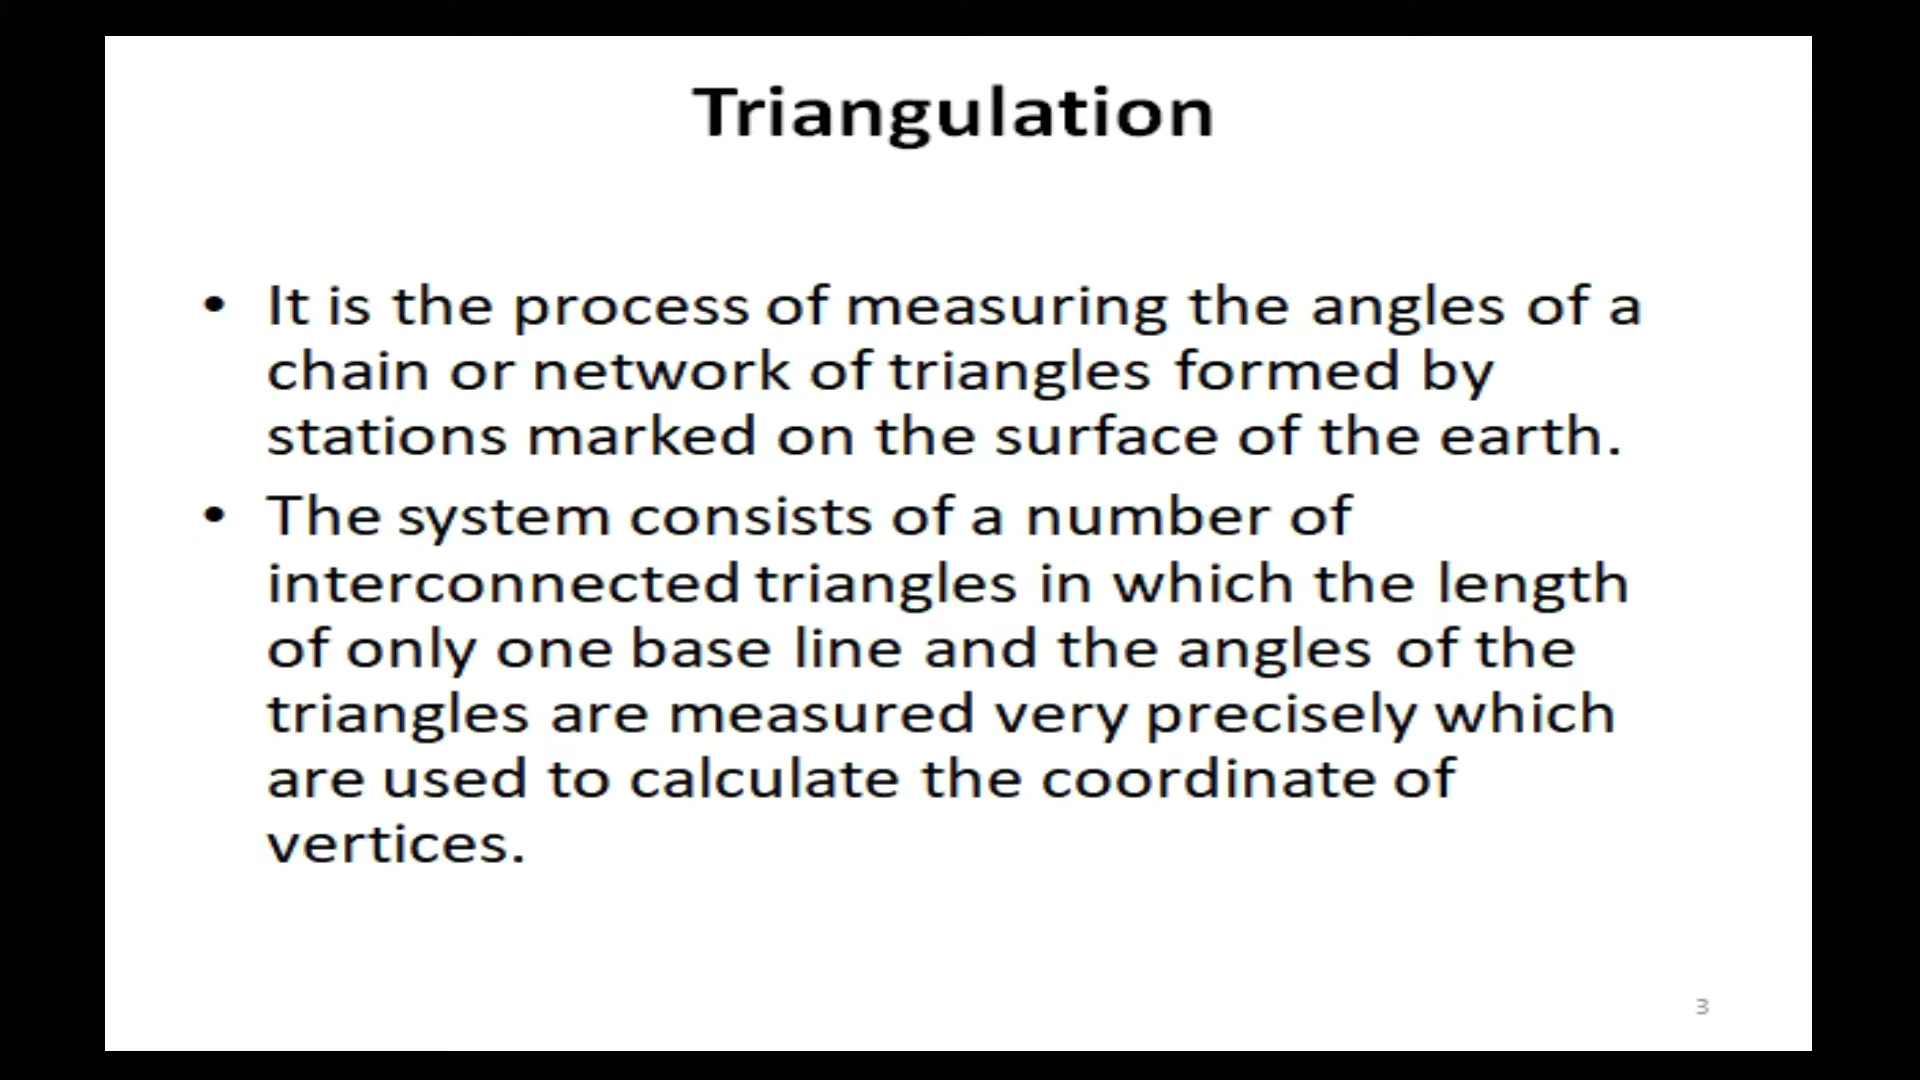 Triangulation
• It is the process of measuring the angles of a
chain or network of triangles formed by
stations marked on the surface of the earth.
• The system consists of a number of
interconnected triangles in which the length
of only one base line and the angles of the
triangles are measured very precisely which
are used to calculate the coordinate of
vertices.
3